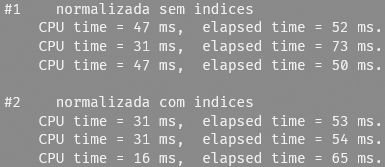 #1    normalizada sem indices
    CPU time = 47 ms,  elapsed time = 52 ms.
    CPU time = 31 ms,  elapsed time = 73 ms.
    CPU time = 47 ms,  elapsed time = 50 ms.

#2    normalizada com indices
    CPU time = 31 ms,  elapsed time = 53 ms.
    CPU time = 31 ms,  elapsed time = 54 ms.
    CPU time = 16 ms,  elapsed time = 65 ms.